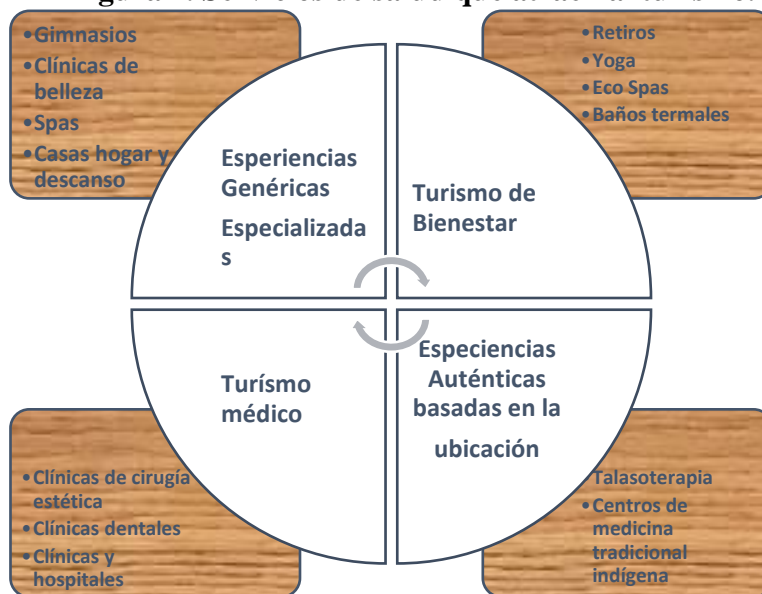 •Gimnasios
•Clínicas de
belleza
•Spas
•Casas hogar y
descanso
•Retiros
•Yoga
•Eco Spas
•Baños termales
Esperiencias
Genéricas
Especializada
s
Turismo de
Bienestar
Turísmo
médico
Especiencias
Auténticas
basadas en la
ubicación
•Clínicas de cirugía
estética
•Clínicas dentales
•Clínicas y
hospitales
Talasoterapia
•Centros de
medicina
tradicional
indígena